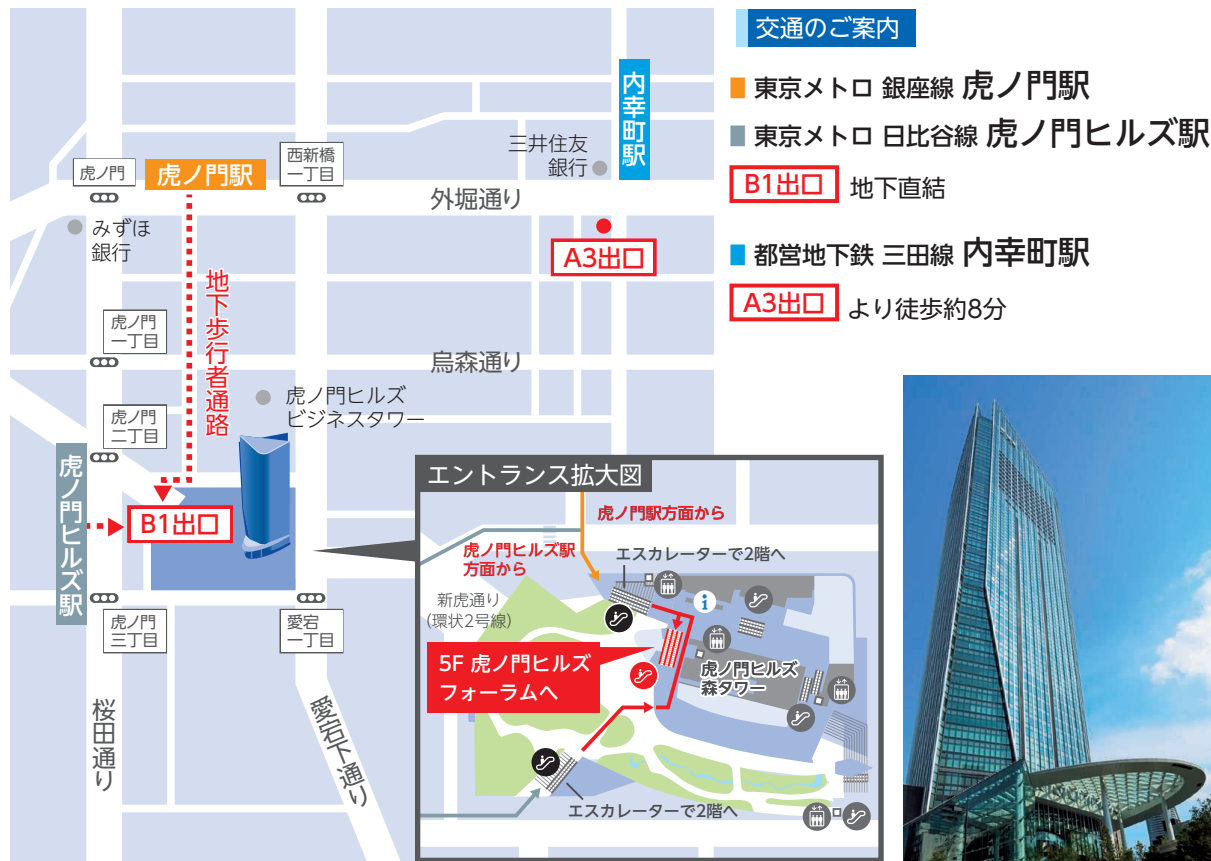 交通のご案内
東京メトロ 銀座線 虎ノ門駅
東京メトロ 日比谷線 虎ノ門ヒルズ駅
B1出口 地下直結
都営地下鉄 三田線 内幸町駅
A3出口 より徒歩約8分
内幸町駅
三井住友
銀行
虎ノ門
虎ノ門駅
西新橋
一丁目
外堀通り
みずほ
銀行
A3出口
地下歩行者通路
虎ノ門
一丁目
烏森通り
虎ノ門ヒルズ
ビジネスタワー
虎ノ門
二丁目
虎ノ門ヒルズ駅
B1出口
虎ノ門
三丁目
愛宕
一丁目
桜田通り
愛宕下通り
エントランス拡大図
虎ノ門駅方面から
虎ノ門ヒルズ駅
方面から
エスカレーターで2階へ
新虎通り
(環状2号線)
i
5F 虎ノ門ヒルズ
フォーラムへ
虎ノ門ヒルズ
森タワー
エスカレーターで2階へ